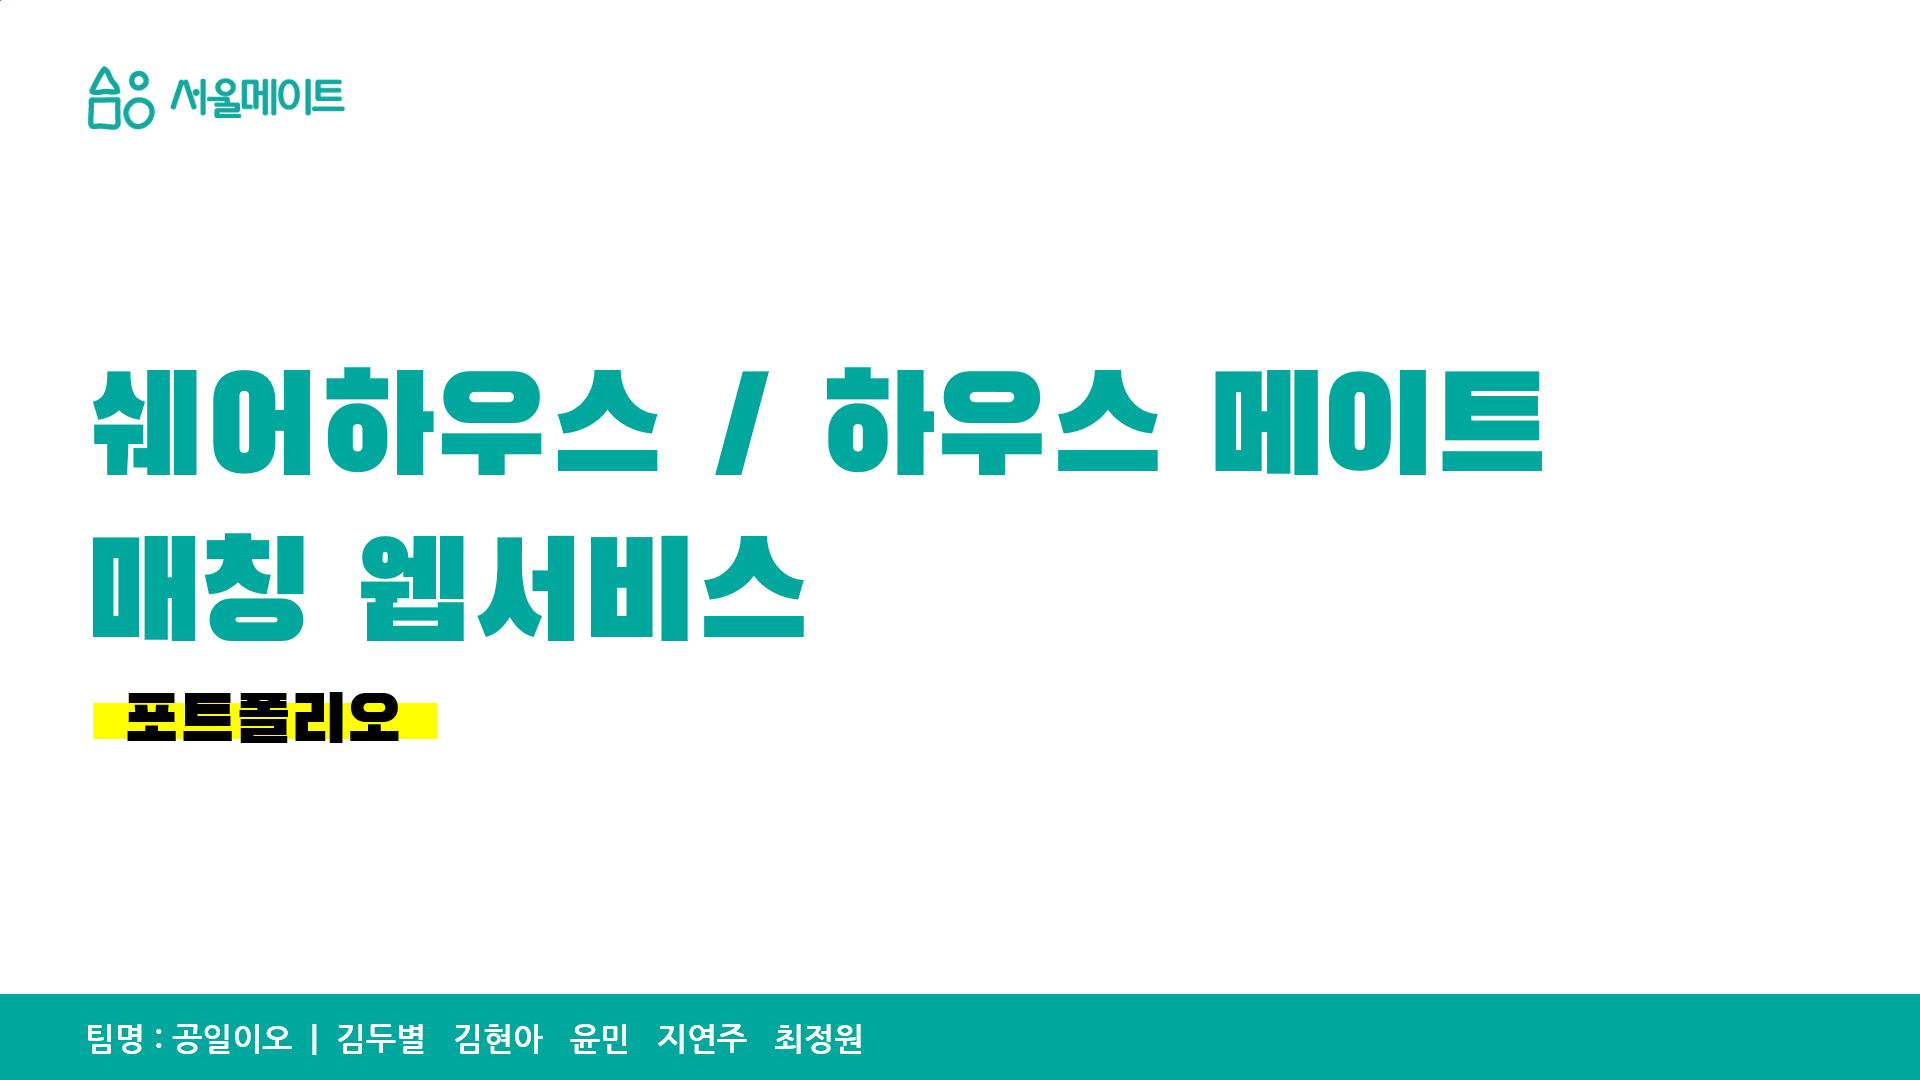 서울메이트
쉐어하우스 / 하우스 메이트
매칭 웹서비스
포트폴리오
팀명 : 공일이오 | 김두별 김현아 윤민 지연주 최정원